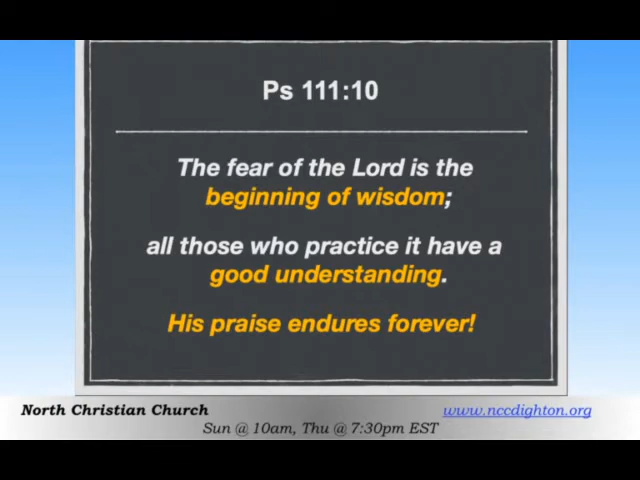 Ps 111:10
The fear of the Lord is the
beginning of wisdom;
all those who practice it have a
good understanding.
His praise endures forever!
North Christian Church
www.nccdighton.org
Sun @ 10am, Thu @ 7:30pm EST